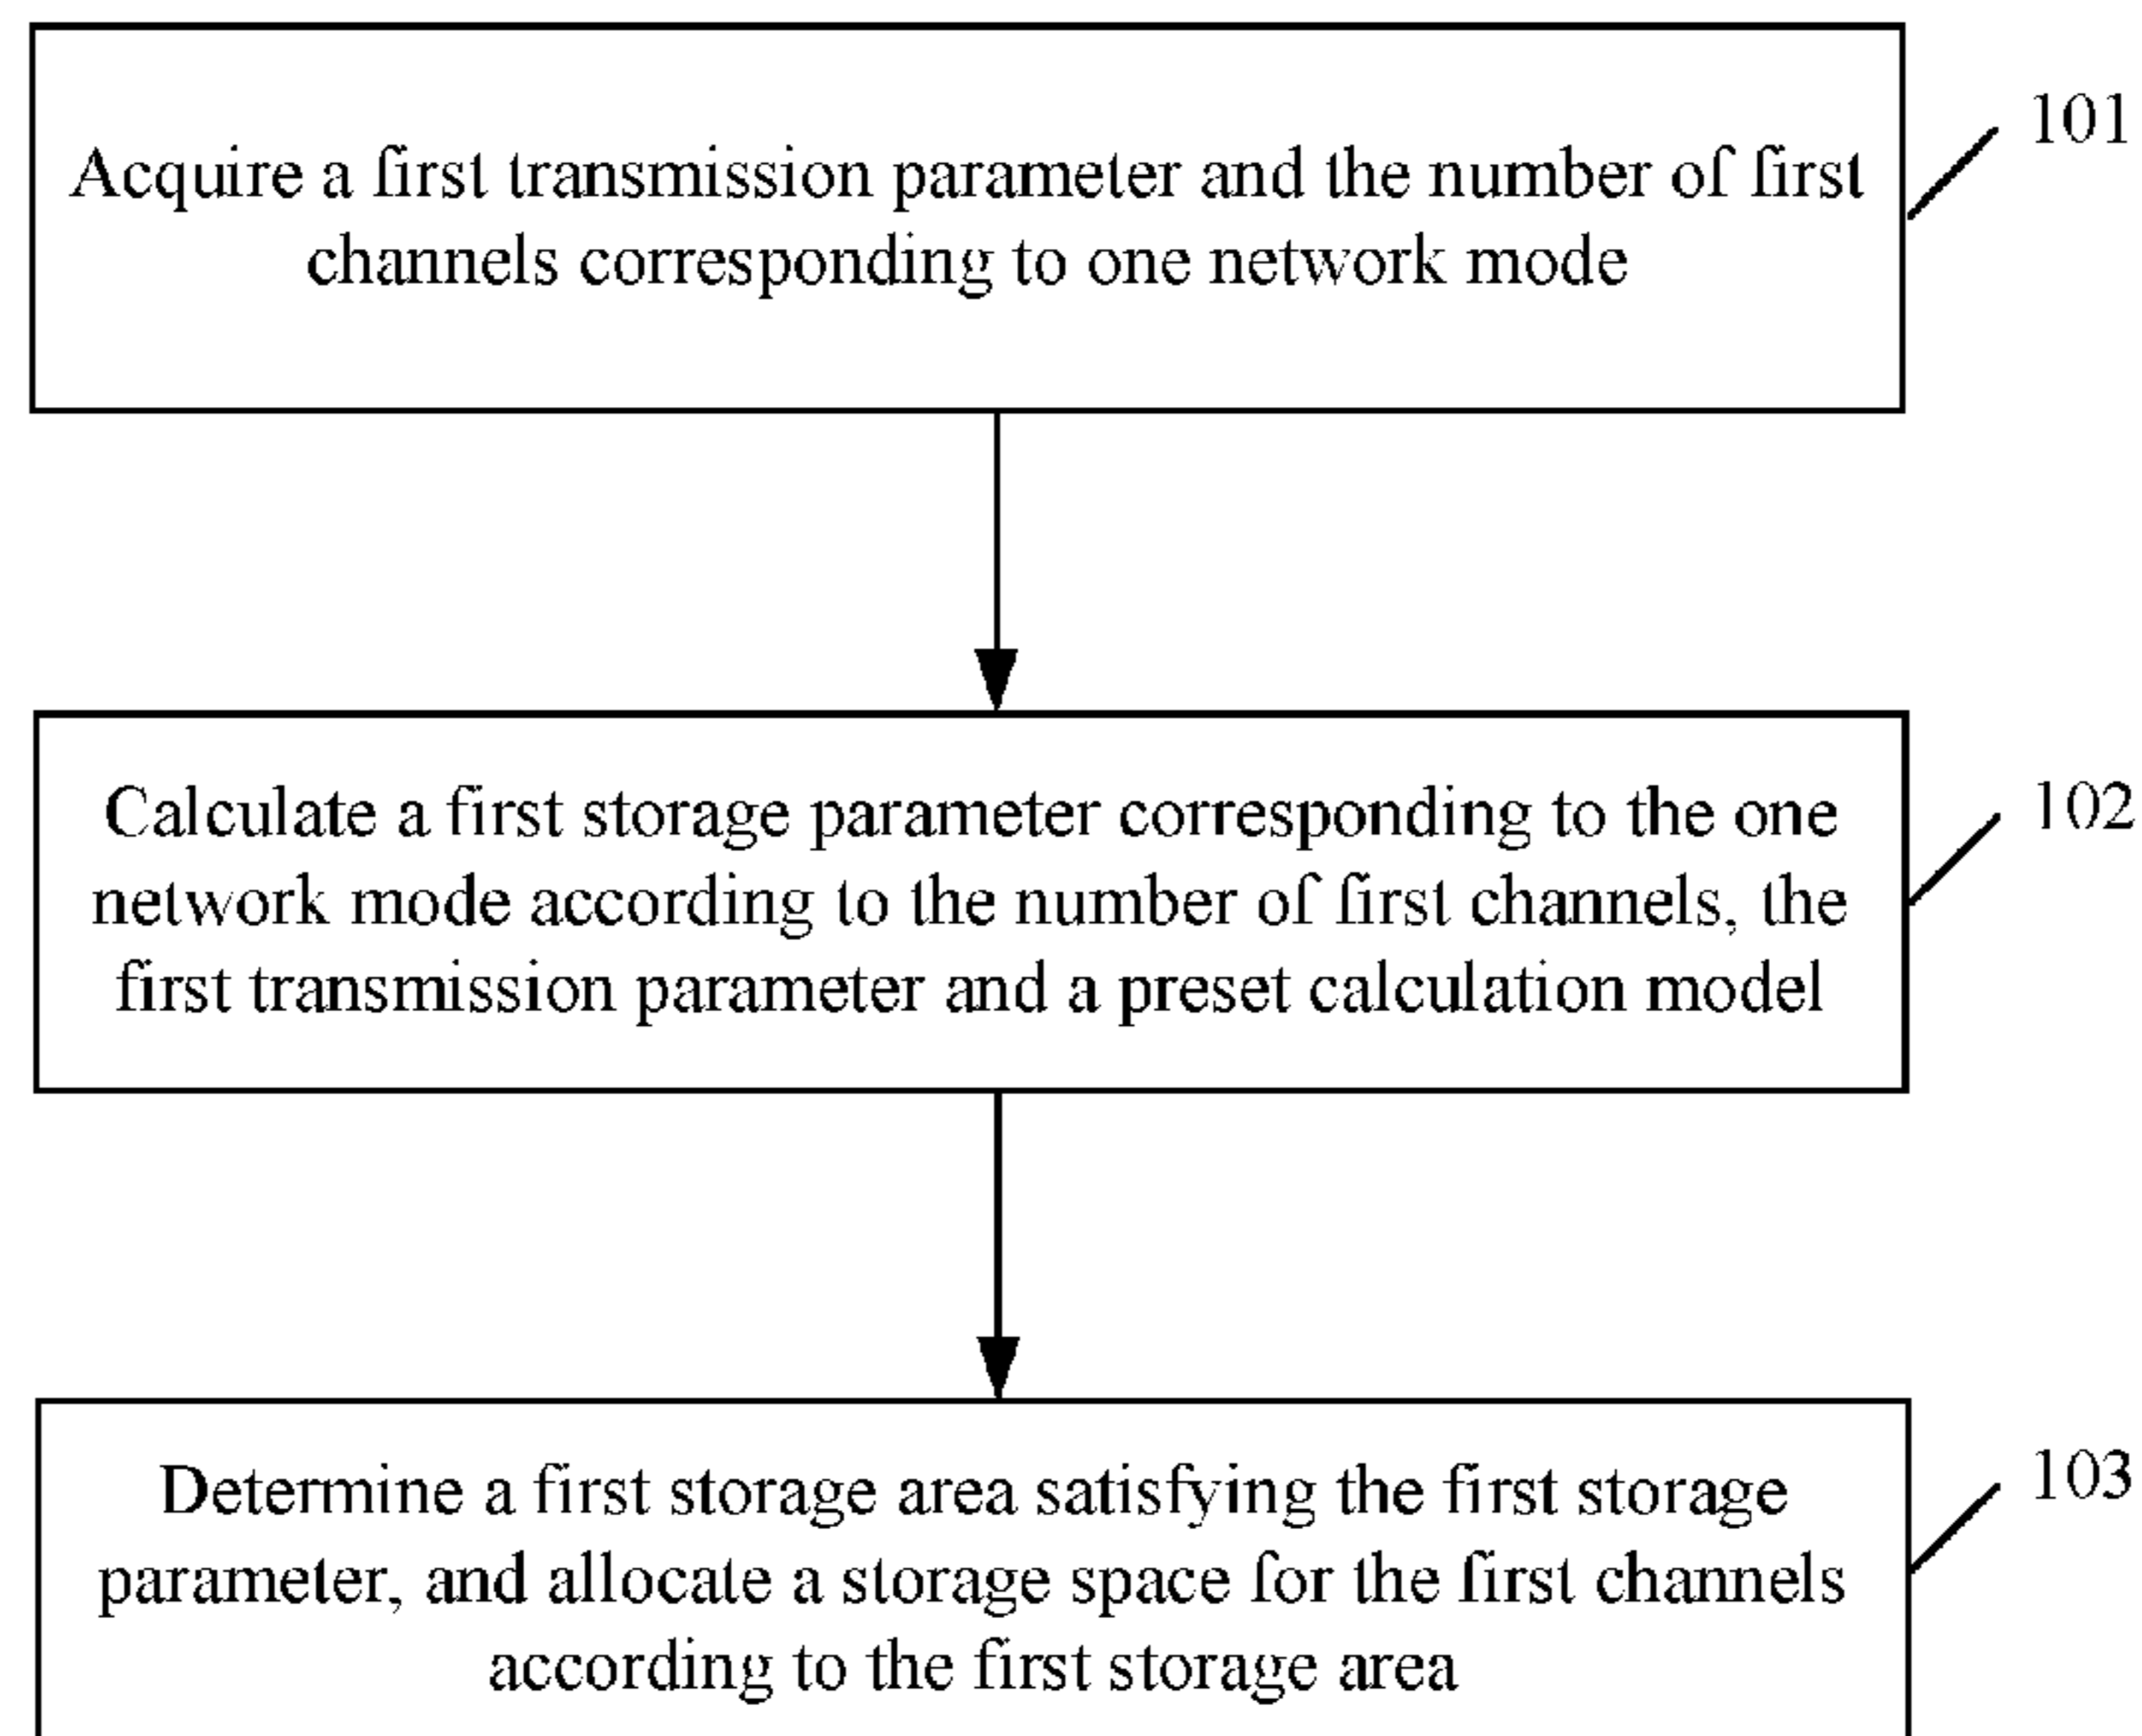 Acquire a first transmission parameter and the number of first
channels corresponding to one network mode
101
Calculate a first storage parameter corresponding to the one
network mode according to the number of first channels, the
first transmission parameter and a preset calculation model
102
Determine a first storage area satisfying the first storage
parameter, and allocate a storage space for the first channels
according to the first storage area
103